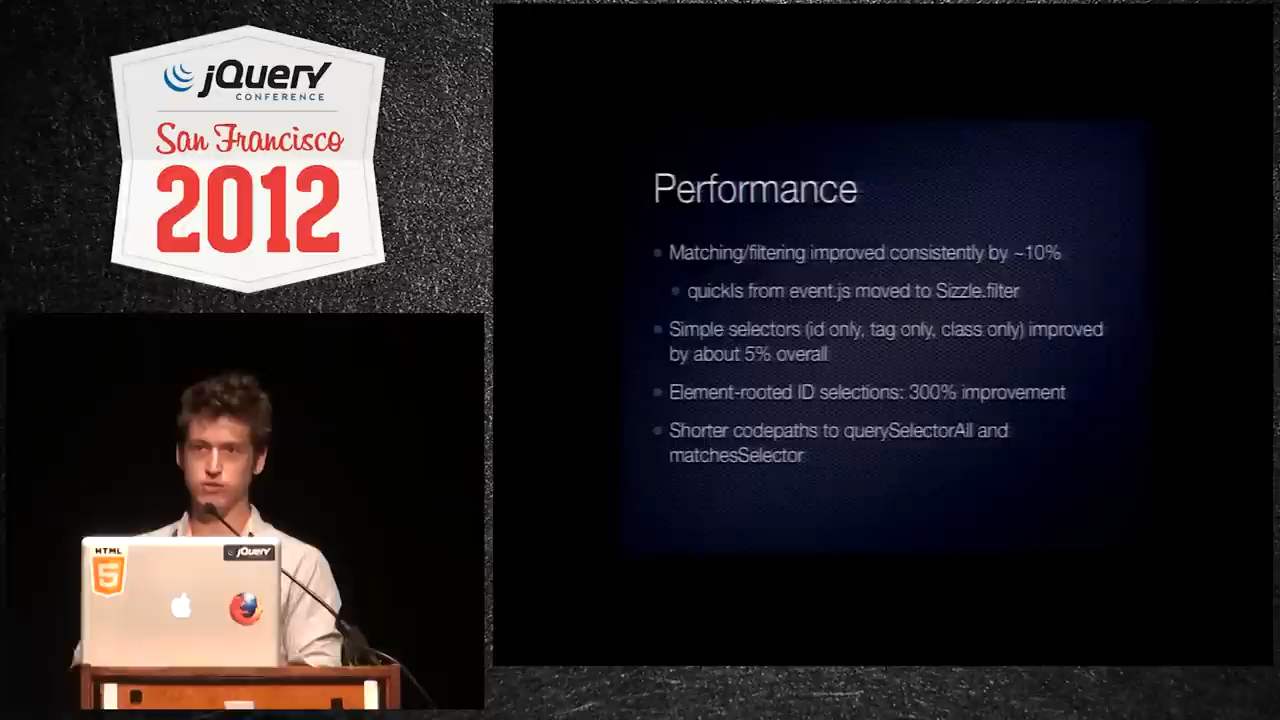 jQuery
CONFERENCE
San Francisco
2012
Performance
Matching/filtering improved consistently by ~10%
quickIs from event.js moved to Sizzle.filter
Simple selectors (id only, tag only, class only) improved
by about 5% overall
Element-rooted ID selections: 300% improvement
Shorter codepaths to querySelectorAll and
matchesSelector
HTML
5
jQuery